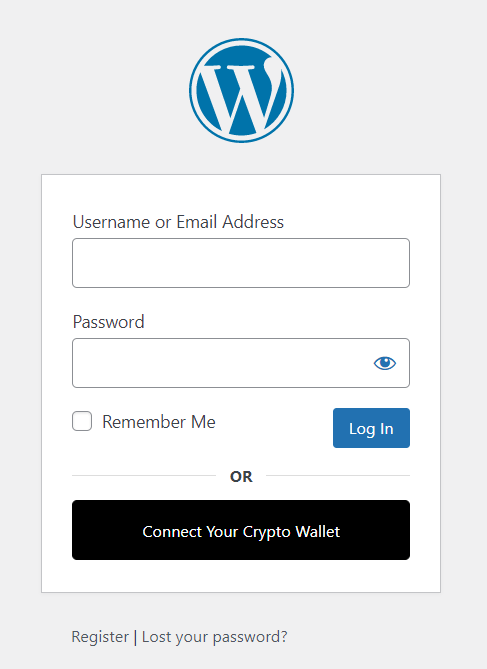 Username or Email Address
Password
Remember Me
Log In
OR
Connect Your Crypto Wallet
Register | Lost your password?